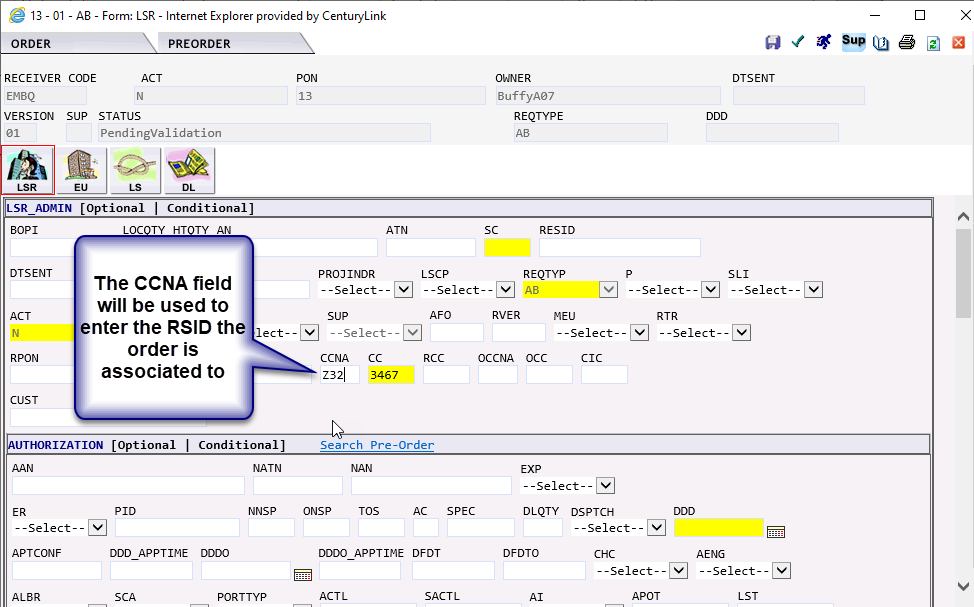 13 - 01 - AB - Form: LSR - Internet Explorer provided by CenturyLink
ORDER PREORDER
Sup
RECEIVER CODE ACT PON OWNER DTSENT
EMBQ N 13 BuffyA07
VERSION SUP STATUS REQTYPE DDD
01 PendingValidation AB
LSR EU LS DL
LSR_ADMIN [Optional | Conditional]
BOPI LOCQTY HTQTY AN ATN SC RESID
DTSENT PROJINDR LSCP REQTYP P SLI
--Select-- --Select-- AB --Select-- --Select--
ACT SUP AFO RVER MEU RTR
N lect-- --Select-- --Select-- --Select--
RPON CCNA CC RCC OCCNA OCC CIC
Z32 3467
CUST
The CCNA field
will be used to
enter the RSID the
order is
associated to
AUTHORIZATION [Optional | Conditional] Search Pre-Order
AAN NATN NAN EXP
--Select--
ER PID NNSP ONSP TOS AC SPEC DLQTY DSPTCH DDD
--Select-- --Select--
APTCONF DDD_APPTIME DDDO DDDO_APPTIME DFDT DFDTO CHC AENG
--Select-- --Select--
ALBR SCA PORTTYP ACTL SACTL AI APOT LST